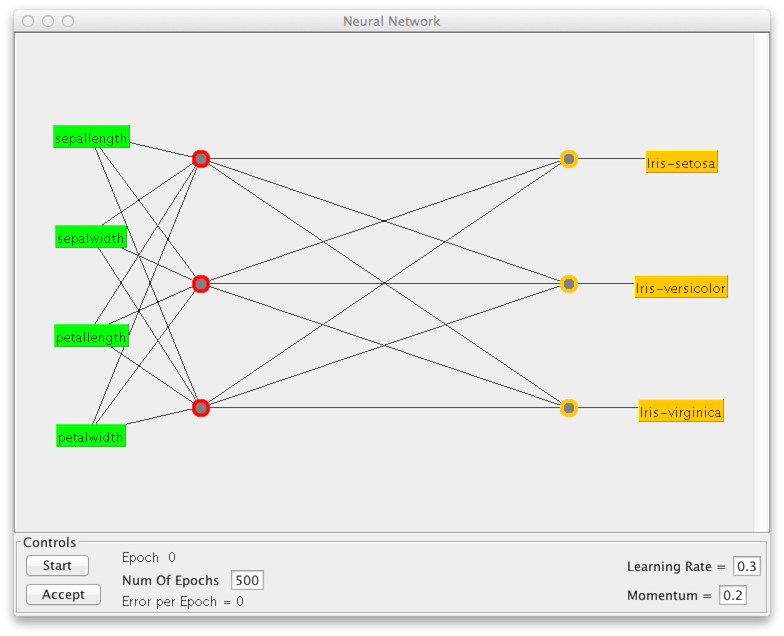 Neural Network
sepallength
Iris-setosa
sepalwidth
Iris-versicolor
petallength
Iris-virginica
petalwidth
Controls
Start
Epoch 0
Learning Rate = 0.3
Num Of Epochs 500
Accept
Error per Epoch = 0
Momentum = 0.2